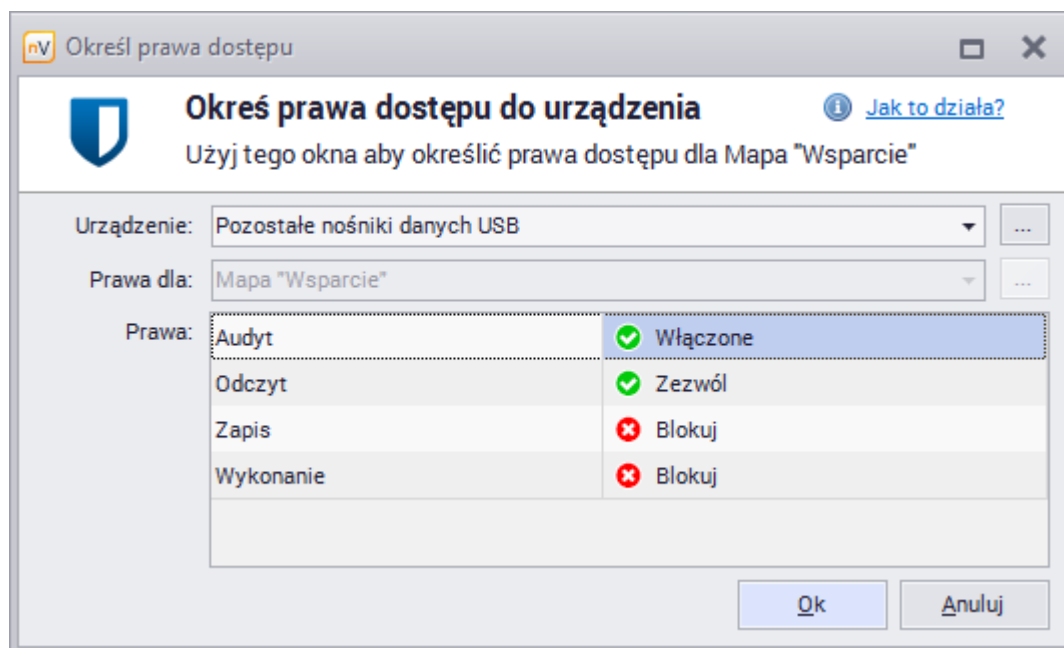 nV Określ prawa dostępu
Okreś prawa dostępu do urządzenia Jak to działa?
Użyj tego okna aby określić prawa dostępu dla Mapa "Wsparcie"
Urządzenie: Pozostałe nośniki danych USB ...
Prawa dla: Mapa "Wsparcie" ...
Prawa: Audyt Włączone
Odczyt Zezwól
Zapis Blokuj
Wykonanie Blokuj
Ok Anuluj